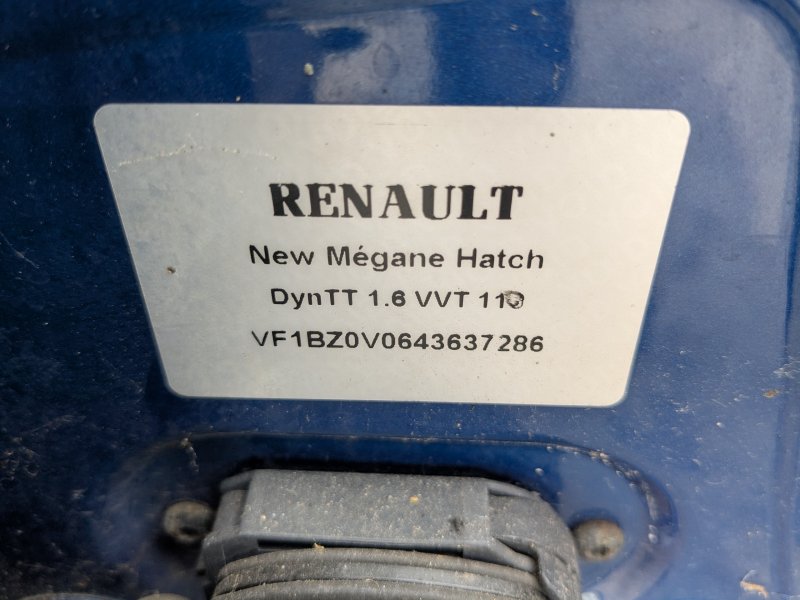 RENAULT
New Mégane Hatch
DynTT 1.6 VVT 110
VF1BZ0V0643637286